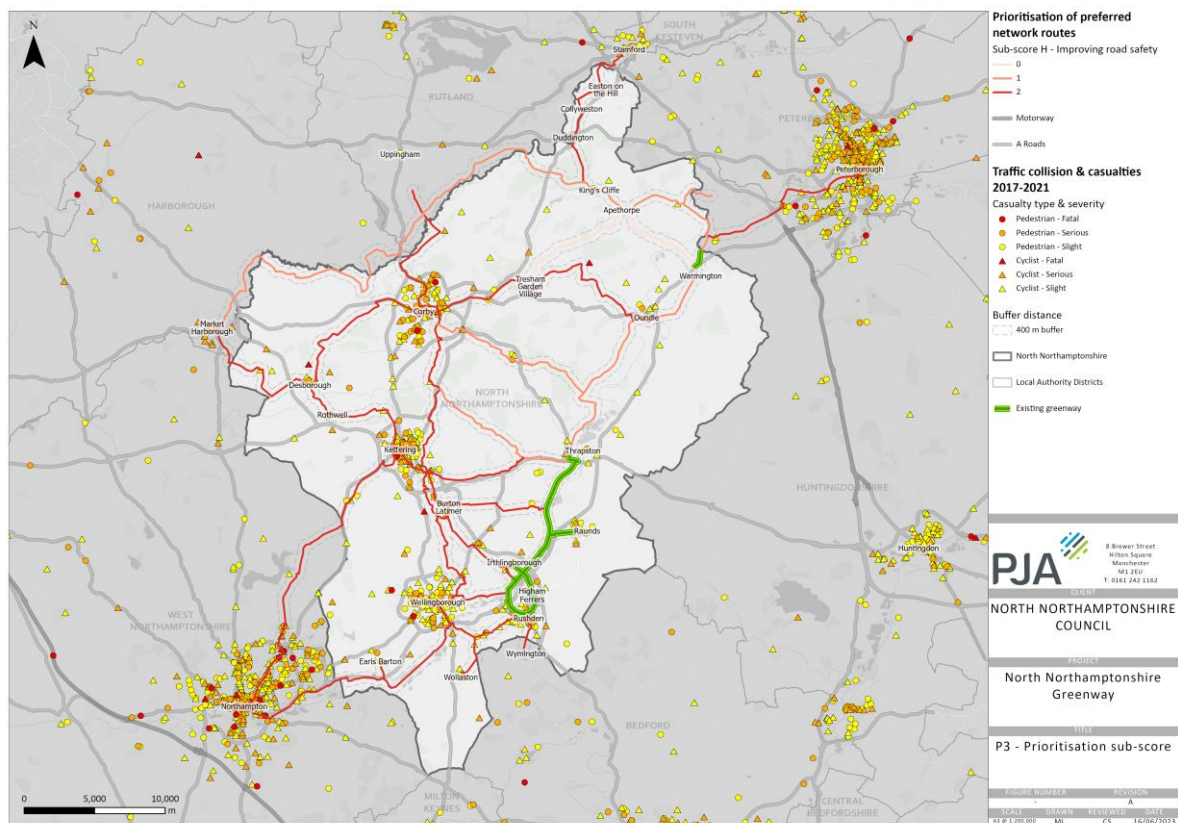 N
SOUTH
KESTEVEN
Stamford
Easton on
the Hill
RUTLAND
Collyweston
PETERBOROUGH
Duddington
Uppingham
Peterborough
King's Cliffe
HARBOROUGH
Apethorpe
Warmington
Tresham
Garden
Village
Corby
Oundle
Market
Harborough
Desborough
NORTH
NORTHAMPTONSHIRE
Rothwell
Kettering
Thrapston
HUNTINGDONSHIRE
Burton
Latimer
Raunds
Huntingdon
Irthlingborough
Higham
Ferrers
Wellingborough
Rushden
WEST
NORTHAMPTONSHIRE
Wymington
Earls Barton
Wollaston
Northampton
BEDFORD
MILTON
KEYNES
CENTRAL
BEDFORDSHIRE
0 5,000 10,000
m
Prioritisation of preferred
network routes
Sub-score H - Improving road safety
0
1
2
Motorway
A Roads
Traffic collision & casualties
2017-2021
Casualty type & severity
Pedestrian - Fatal
Pedestrian - Serious
Pedestrian - Slight
Cyclist - Fatal
Cyclist - Serious
Cyclist - Slight
Buffer distance
400 m buffer
North Northamptonshire
Local Authority Districts
Existing greenway
PJA
8 Brewer Street
Hilton Square
Manchester
M1 2EU
T: 0161 242 1162
CLIENT
NORTH NORTHAMPTONSHIRE
COUNCIL
PROJECT
North Northamptonshire
Greenway
TITLE
P3 - Prioritisation sub-score
FIGURE NUMBER REVISION
- A
SCALE DRAWN REVIEWED DATE
A3 @ 1:200,000 ML CS 16/06/2023